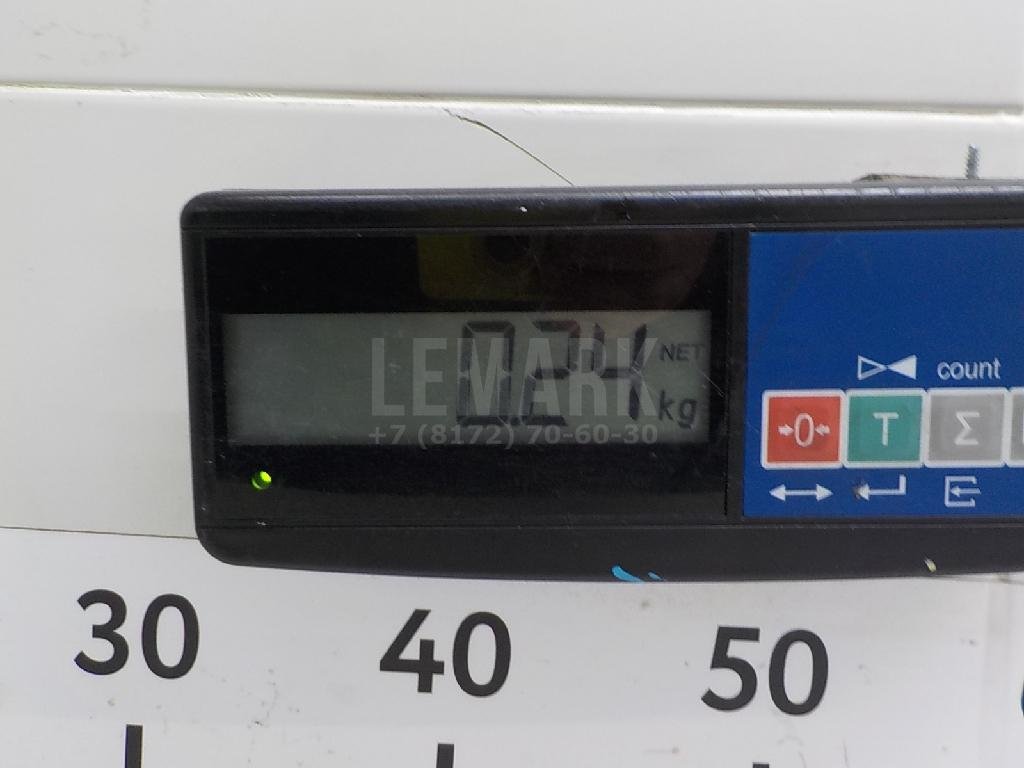 0.24 NET
kg
LEMARK
+7 (8172) 70-60-30
count
→0← T Σ
30 40 50